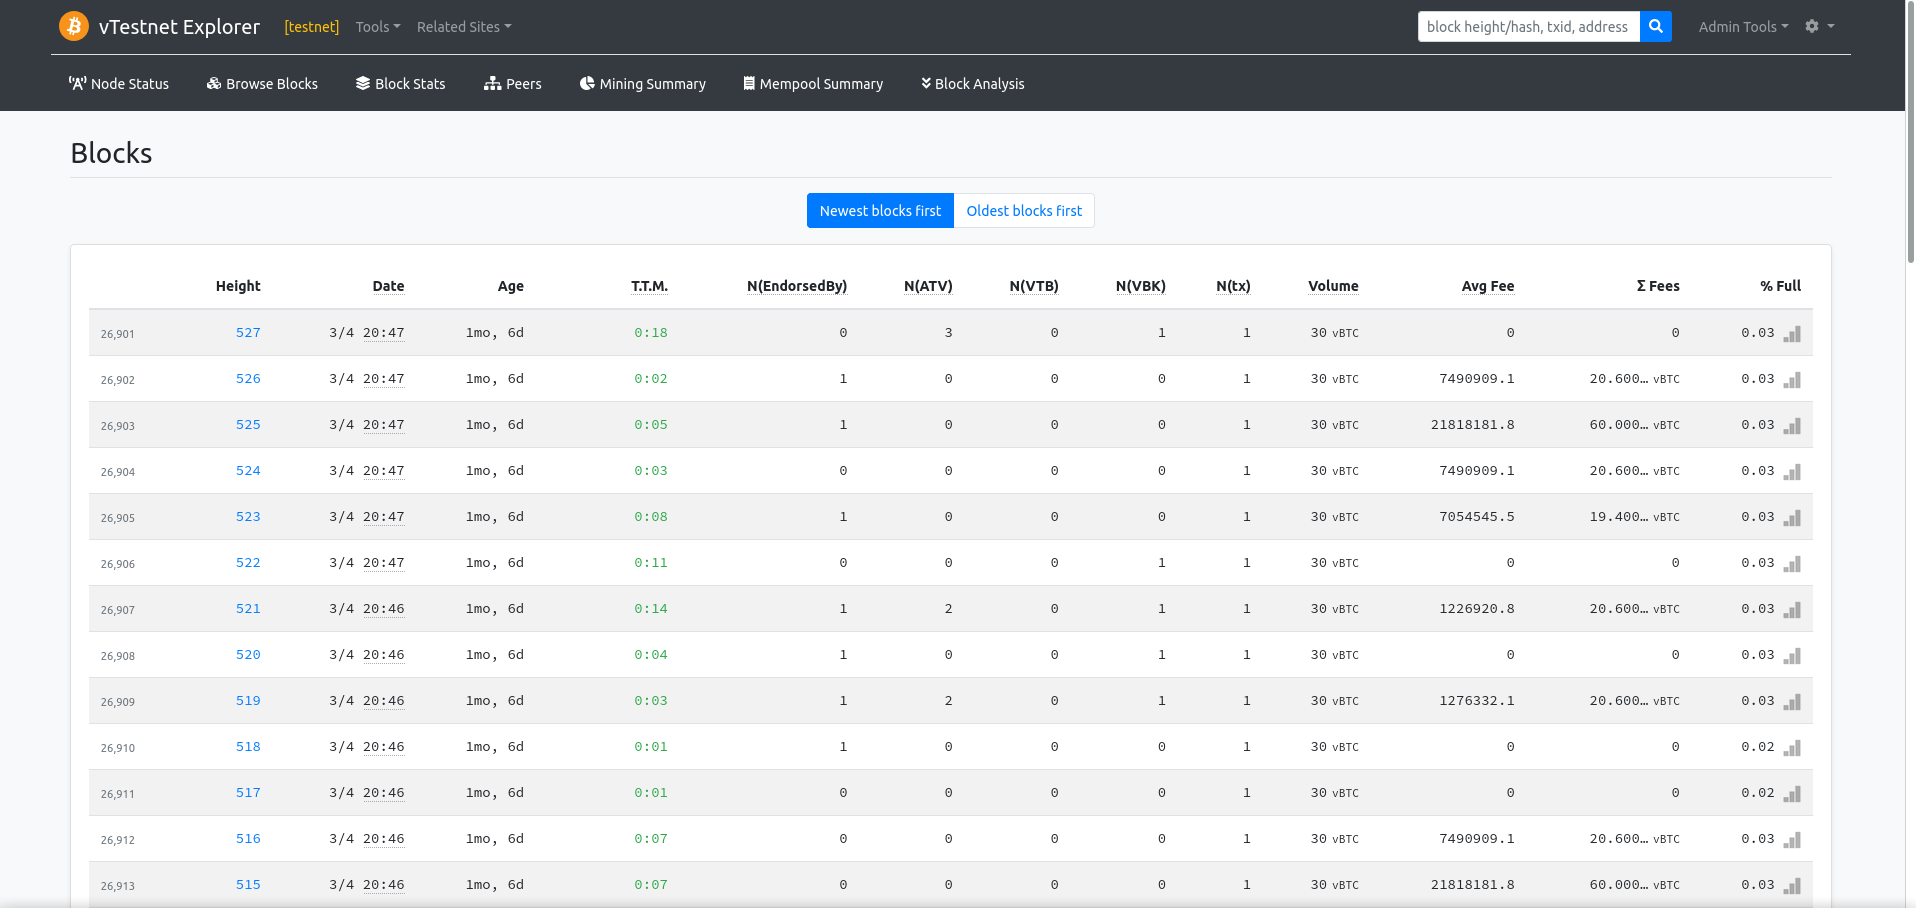 vTestnet Explorer [testnet] Tools Related Sites block height/hash, txid, address Admin Tools
Node Status Browse Blocks Block Stats Peers Mining Summary Mempool Summary Block Analysis
Blocks
Newest blocks first Oldest blocks first
Height Date Age T.T.M. N(EndorsedBy) N(ATV) N(VTB) N(VBK) N(tx) Volume Avg Fee Σ Fees % Full
26,901 527 3/4 20:47 1mo, 6d 0:18 0 3 0 1 1 30 vBTC 0 0 0.03
26,902 526 3/4 20:47 1mo, 6d 0:02 1 0 0 0 1 30 vBTC 7490909.1 20.600… vBTC 0.03
26,903 525 3/4 20:47 1mo, 6d 0:05 1 0 0 0 1 30 vBTC 21818181.8 60.000… vBTC 0.03
26,904 524 3/4 20:47 1mo, 6d 0:03 0 0 0 0 1 30 vBTC 7490909.1 20.600… vBTC 0.03
26,905 523 3/4 20:47 1mo, 6d 0:08 1 0 0 0 1 30 vBTC 7054545.5 19.400… vBTC 0.03
26,906 522 3/4 20:47 1mo, 6d 0:11 0 0 0 1 1 30 vBTC 0 0 0.03
26,907 521 3/4 20:46 1mo, 6d 0:14 1 2 0 1 1 30 vBTC 1226920.8 20.600… vBTC 0.03
26,908 520 3/4 20:46 1mo, 6d 0:04 1 0 0 1 1 30 vBTC 0 0 0.03
26,909 519 3/4 20:46 1mo, 6d 0:03 1 2 0 1 1 30 vBTC 1276332.1 20.600… vBTC 0.03
26,910 518 3/4 20:46 1mo, 6d 0:01 1 0 0 0 1 30 vBTC 0 0 0.02
26,911 517 3/4 20:46 1mo, 6d 0:01 0 0 0 0 1 30 vBTC 0 0 0.02
26,912 516 3/4 20:46 1mo, 6d 0:07 0 0 0 0 1 30 vBTC 7490909.1 20.600… vBTC 0.03
26,913 515 3/4 20:46 1mo, 6d 0:07 0 0 0 0 1 30 vBTC 21818181.8 60.000… vBTC 0.03